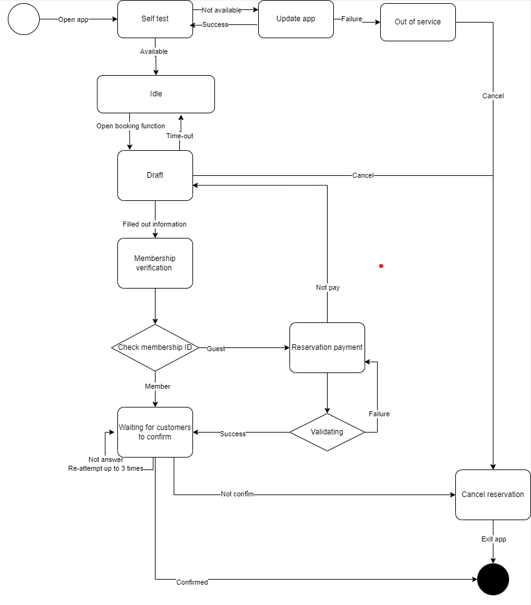 Open app
Self test
Not available
Success
Update app
Failure
Out of service
Available
Idle
Cancel
Open booking function
Time-out
Draft
Cancel
Filled out information
Membership
verification
Not pay
Check membership ID
Guest
Reservation payment
Member
Waiting for customers
to confirm
Success
Validating
Failure
Not answer
Re-attempt up to 3 times
Not confim
Cancel reservation
Exit app
Confirmed